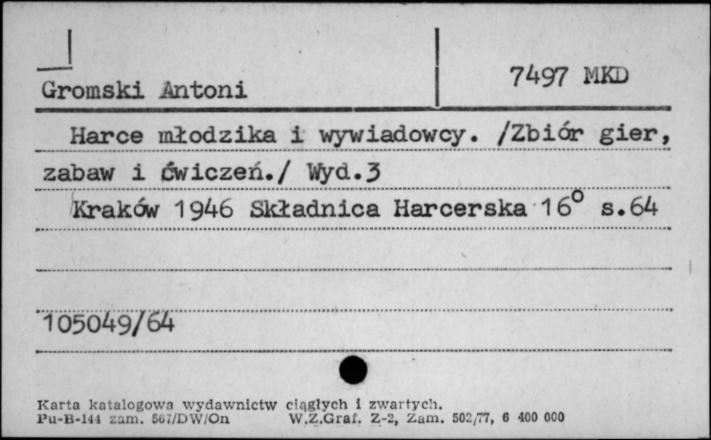 Gromski Antoni 7497 MKD
Harce młodzika i wywiadowcy. /Zbiór gier,
zabaw i ćwiczeń./ Wyd.3
Kraków 1946 Składnica Harcerska 16° s.64
105049/64
Karta katalogowa wydawnictw ciągłych i zwartych.
Pu-B-144 zam. 567/DW/On W.Z.Graf. Z-2, Zam. 502/77, 6 400 000